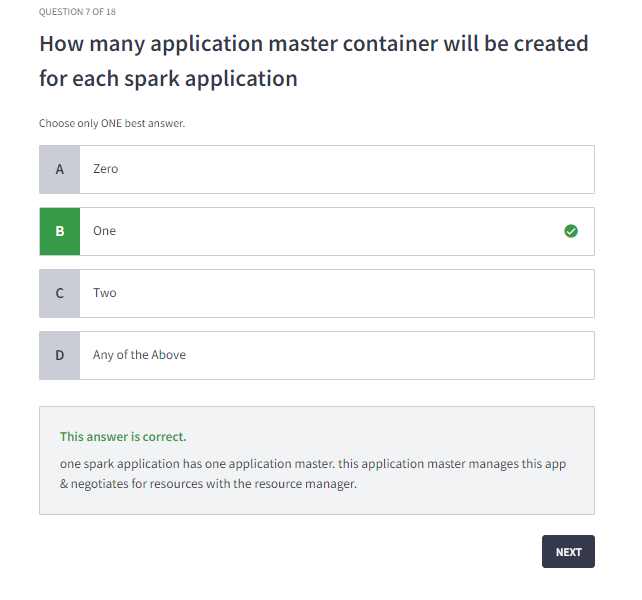 QUESTION 7 OF 18
How many application master container will be created
for each spark application
Choose only ONE best answer.
A Zero
B One
C Two
D Any of the Above
This answer is correct.
one spark application has one application master. this application master manages this app
& negotiates for resources with the resource manager.
NEXT